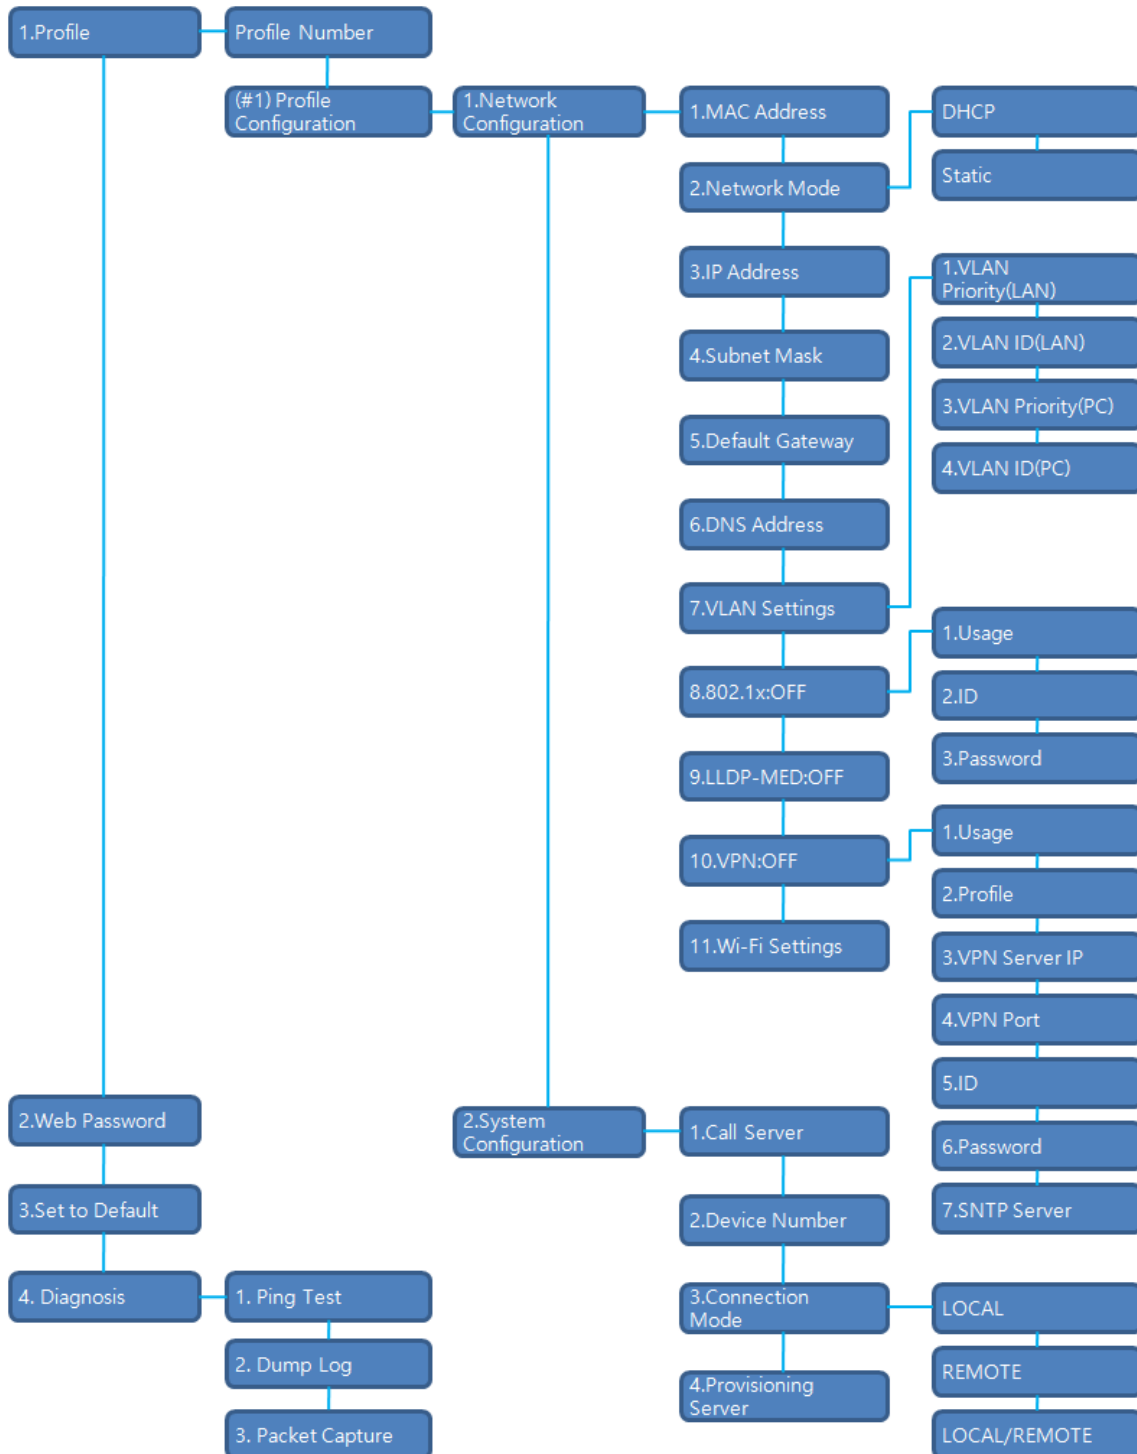 1.Profile
Profile Number
(#1) Profile
Configuration
1.Network
Configuration
1.MAC Address
DHCP
Static
2.Network Mode
3.IP Address
1.VLAN
Priority(LAN)
2.VLAN ID(LAN)
3.VLAN Priority(PC)
4.VLAN ID(PC)
4.Subnet Mask
5.Default Gateway
6.DNS Address
7.VLAN Settings
1.Usage
2.ID
3.Password
8.802.1x:OFF
9.LLDP-MED:OFF
10.VPN:OFF
1.Usage
2.Profile
3.VPN Server IP
4.VPN Port
5.ID
6.Password
7.SNTP Server
11.Wi-Fi Settings
2.Web Password
2.System
Configuration
1.Call Server
3.Set to Default
2.Device Number
4. Diagnosis
1. Ping Test
2. Dump Log
3. Packet Capture
3.Connection
Mode
LOCAL
REMOTE
LOCAL/REMOTE
4.Provisioning
Server